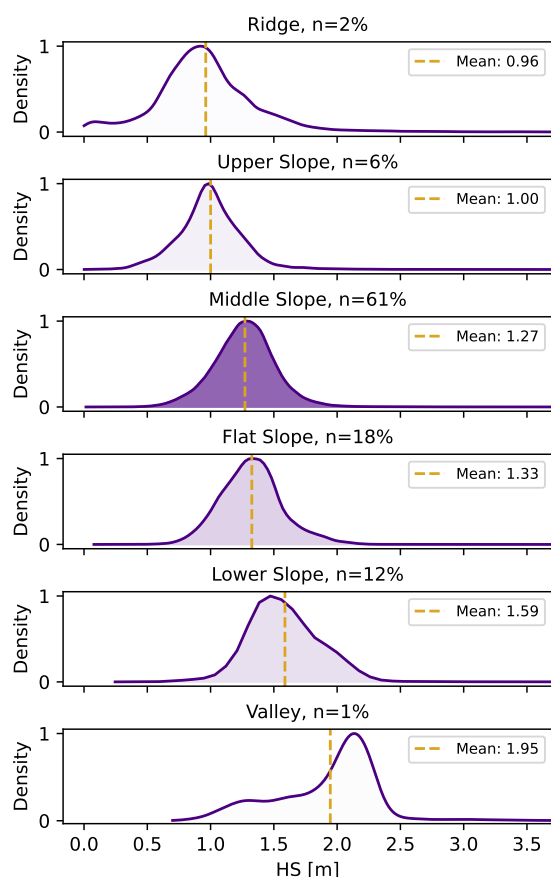 Ridge, n=2%
Density
1
0
Mean: 0.96
Upper Slope, n=6%
Density
1
0
Mean: 1.00
Middle Slope, n=61%
Density
1
0
Mean: 1.27
Flat Slope, n=18%
Density
1
0
Mean: 1.33
Lower Slope, n=12%
Density
1
0
Mean: 1.59
Valley, n=1%
Density
1
0
Mean: 1.95
0.0 0.5 1.0 1.5 2.0 2.5 3.0 3.5
HS [m]